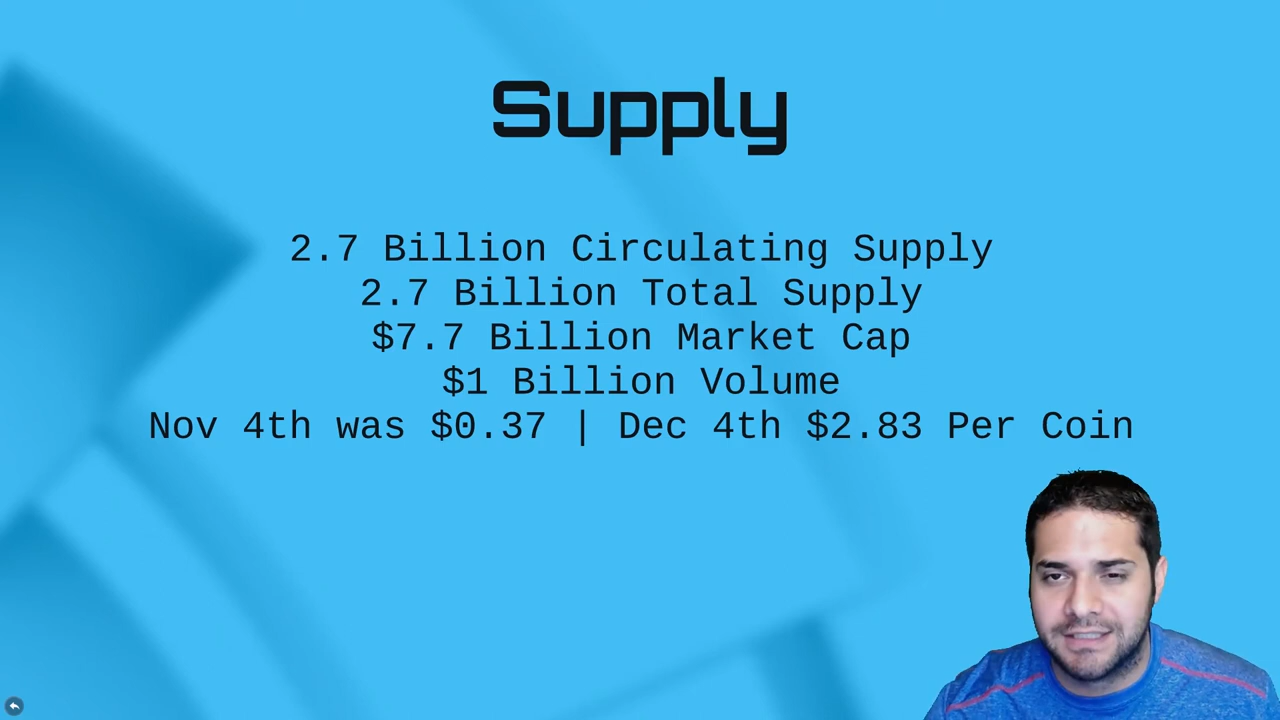 Supply
2.7 Billion Circulating Supply
2.7 Billion Total Supply
$7.7 Billion Market Cap
$1 Billion Volume
Nov 4th was $0.37 | Dec 4th $2.83 Per Coin